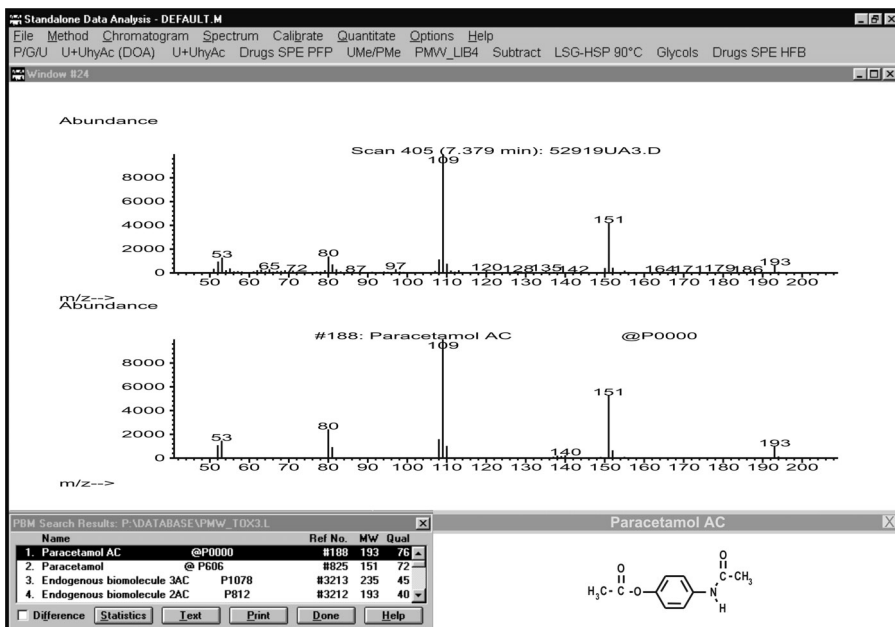 Standalone Data Analysis - DEFAULT.M
File Method Chromatogram Spectrum Calibrate Quantitate Options Help
P/G/U U+UhyAc (DOA) U+UhyAc Drugs SPE PFP UMe/PMe PMW_LIB4 Subtract LSG-HSP 90°C Glycols Drugs SPE HFB
Window #24
Abundance
Scan 405 (7.379 min): 52919UA3.D
109
8000
6000
4000
151
2000
53
65
72
80
87
97
120
128
135
142
164
171
179
186
193
0
50 60 70 80 90 100 110 120 130 140 150 160 170 180 190 200
m/z-->
Abundance
#188: Paracetamol AC @P0000
109
8000
6000
151
4000
80
2000
53
140
193
0
50 60 70 80 90 100 110 120 130 140 150 160 170 180 190 200
m/z-->
PBM Search Results: P:\DATABASE\PMW_TOX3.L
Name Ref No. MW Qual
1. Paracetamol AC @P0000 #188 193 76
2. Paracetamol @ P606 #825 151 72
3. Endogenous biomolecule 3AC P1078 #3213 235 45
4. Endogenous biomolecule 2AC P812 #3212 193 40
Difference Statistics Text Print Done Help
Paracetamol AC X
O
O
C-CH₃
H₃C-C-O
N
H